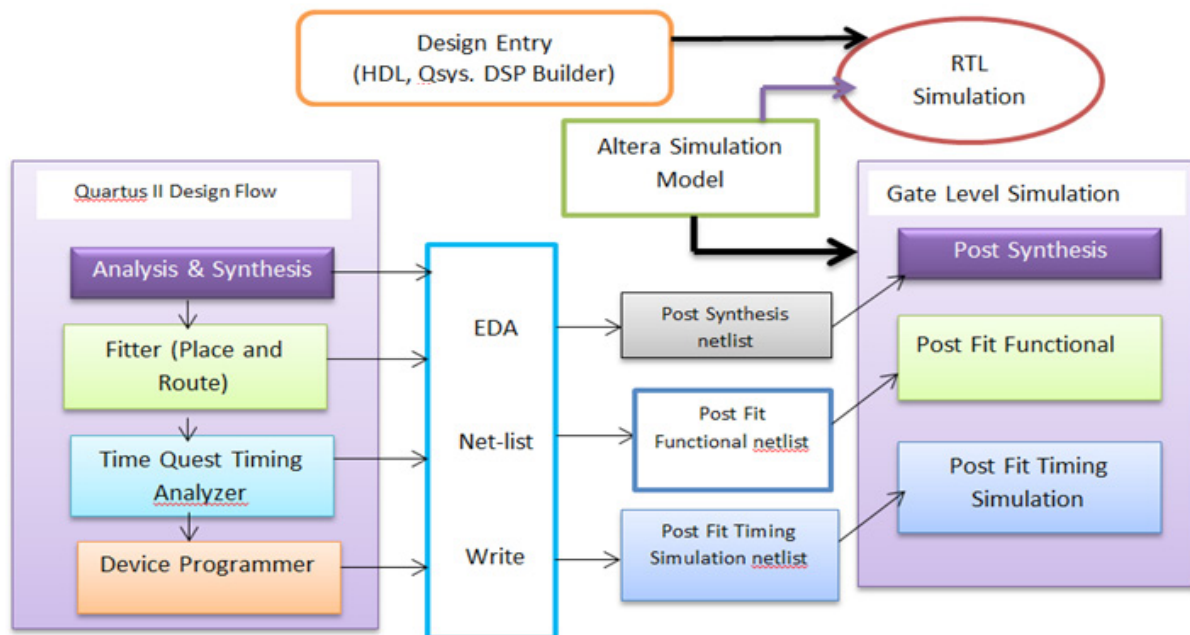 Design Entry
(HDL, Qsys. DSP Builder)
RTL
Simulation
Altera Simulation
Model
Quartus II Design Flow
Analysis & Synthesis
Fitter (Place and
Route)
Time Quest Timing
Analyzer
Device Programmer
EDA
Net-list
Write
Post Synthesis
netlist
Post Fit
Functional netlist
Post Fit Timing
Simulation netlist
Gate Level Simulation
Post Synthesis
Post Fit Functional
Post Fit Timing
Simulation